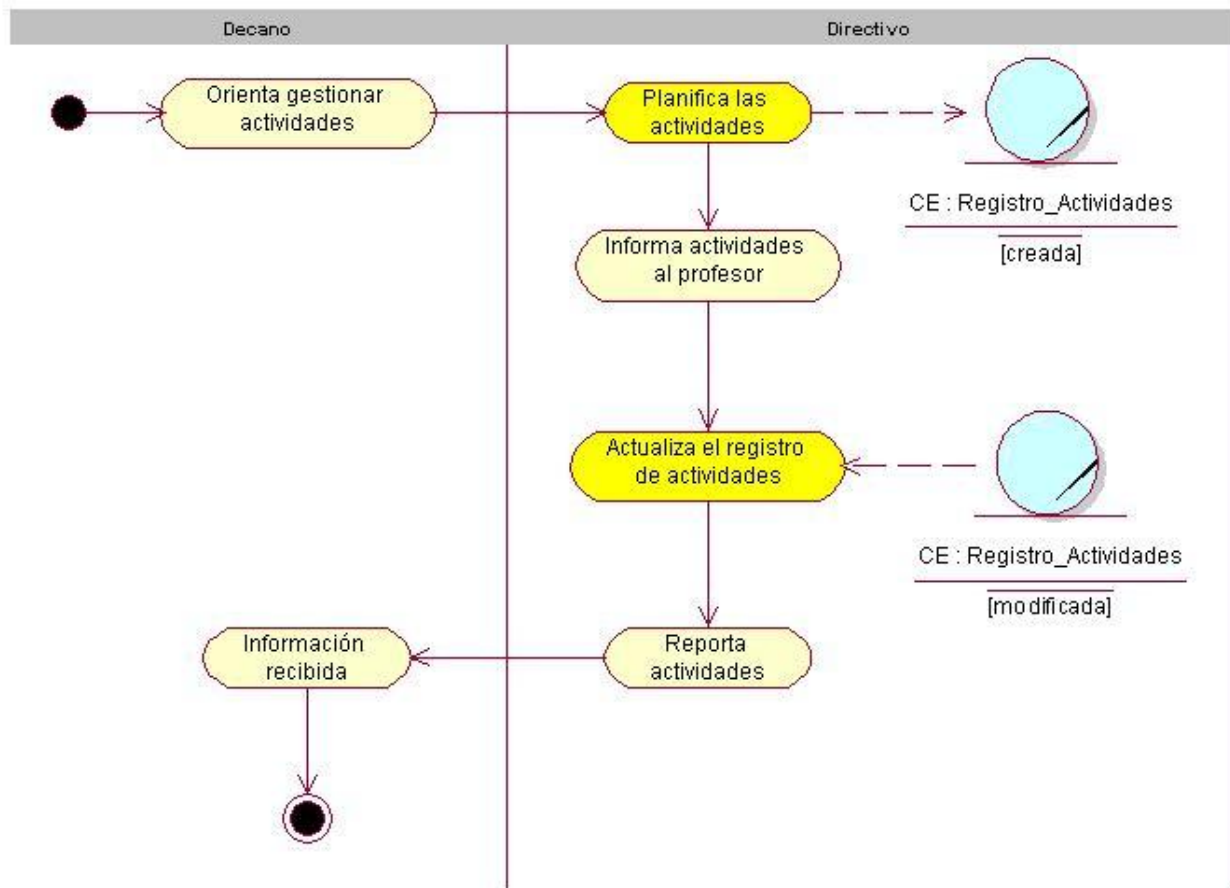 Decano
Directivo
Orienta gestionar
actividades
Planifica las
actividades
CE : Registro_Actividades
[creada]
Informa actividades
al profesor
Actualiza el registro
de actividades
CE : Registro_Actividades
[modificada]
Información
recibida
Reporta
actividades